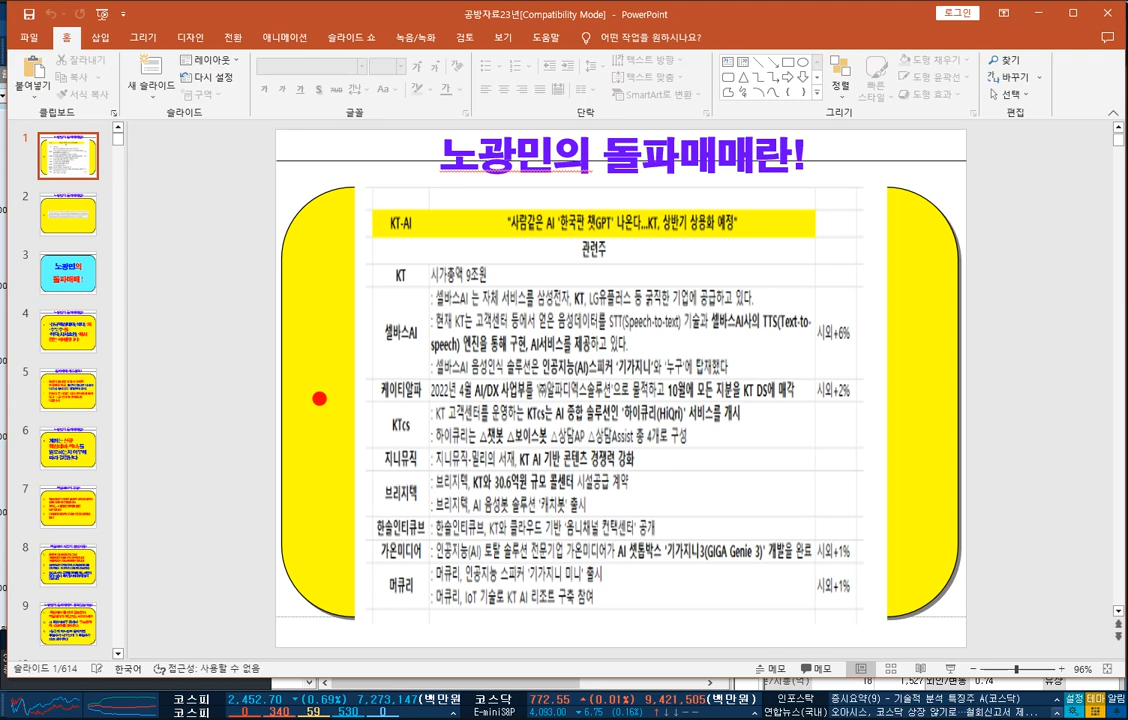 공방자료23년[Compatibility Mode] - PowerPoint
로그인
파일 홈 삽입 그리기 디자인 전환 애니메이션 슬라이드 쇼 녹음/녹화 검토 보기 도움말 어떤 작업을 원하시나요?
붙여넣기
잘라내기
복사
서식 복사
새 슬라이드
레이아웃
다시 설정
구역
텍스트 방향
텍스트 맞춤
SmartArt로 변환
정렬
빠른 스타일
도형 채우기
도형 윤곽선
도형 효과
찾기
바꾸기
선택
클립보드 슬라이드 글꼴 단락 그리기 편집
1
2
3
노광민의
돌파매매!
4
5
6
7
8
9
노광민의 돌파매매란!
KT-AI "사람같은 AI '한국판 챗GPT' 나온다...KT, 상반기 상용화 예정"
관련주
KT 시가총액 9조원
셀바스AI : 셀바스AI 는 자체 서비스를 삼성전자, KT, LG유플러스 등 굵직한 기업에 공급하고 있다.
: 현재 KT는 고객센터 등에서 얻은 음성데이터를 STT(Speech-to-text) 기술과 셀바스AI사의 TTS(Text-to-
speech) 엔진을 통해 구현, AI서비스를 제공하고 있다.
: 셀바스AI 음성인식 솔루션은 인공지능(AI)스피커 '기가지니'와 '누구'에 탑재했다
시외+6%
케이티알파 2022년 4월 AI/DX 사업부를 '㈜알파디엑스솔루션'으로 물적하고 10월에 모든 지분을 KT DS에 매각 시외+2%
KTcs : KT 고객센터를 운영하는 KTcs는 AI 종합 솔루션인 '하이큐리(HiQri)' 서비스를 개시
: 하이큐리는 △챗봇 △보이스봇 △상담AP △상담Assist 총 4개로 구성
지니뮤직 : 지니뮤직-밀리의 서재, KT AI 기반 콘텐츠 경쟁력 강화
브리지텍 : 브리지텍, KT와 30.6억원 규모 콜센터 시설공급 계약
: 브리지텍, AI 음성봇 솔루션 '캐치봇' 출시
한솔인티큐브 : 한솔인티큐브, KT와 클라우드 기반 '옴니채널 컨택센터' 공개
가온미디어 : 인공지능(AI) 토탈 솔루션 전문기업 가온미디어가 AI 셋톱박스 '기가지니3(GIGA Genie 3)' 개발을 완료 시외+1%
머큐리 : 머큐리, 인공지능 스피커 '기가지니 미니' 출시
: 머큐리, IoT 기술로 KT AI 리조트 구축 참여
시외+1%
슬라이드 1/614 한국어 접근성: 사용할 수 없음 메모 메모 96%
코스피 2,452.70 (0.69%) 7,273,147(백만원 코스닥 772.55 (0.01%) 9,421,505(백만원) 인포스탁 증시요약(9) - 기술적 분석 특징주 A(코스닥) 설정 테마 알림
코스피 0 340 59 530 0 E-miniS&P 4,093.00 6.75 (0.16%) 연합뉴스(국내) 오아시스, 코스닥 상장 않기로…철회신고서 제...